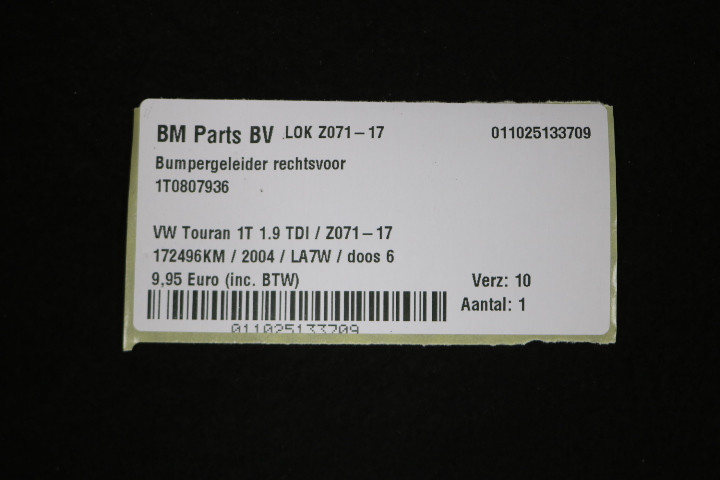 BM Parts BV LOK Z071-17 011025133709
Bumpergeleider rechtsvoor
1T0807936
VW Touran 1T 1.9 TDI / Z071-17
172496KM / 2004 / LA7W / doos 6
9,95 Euro (inc. BTW) Verz: 10
Aantal: 1
011025133709